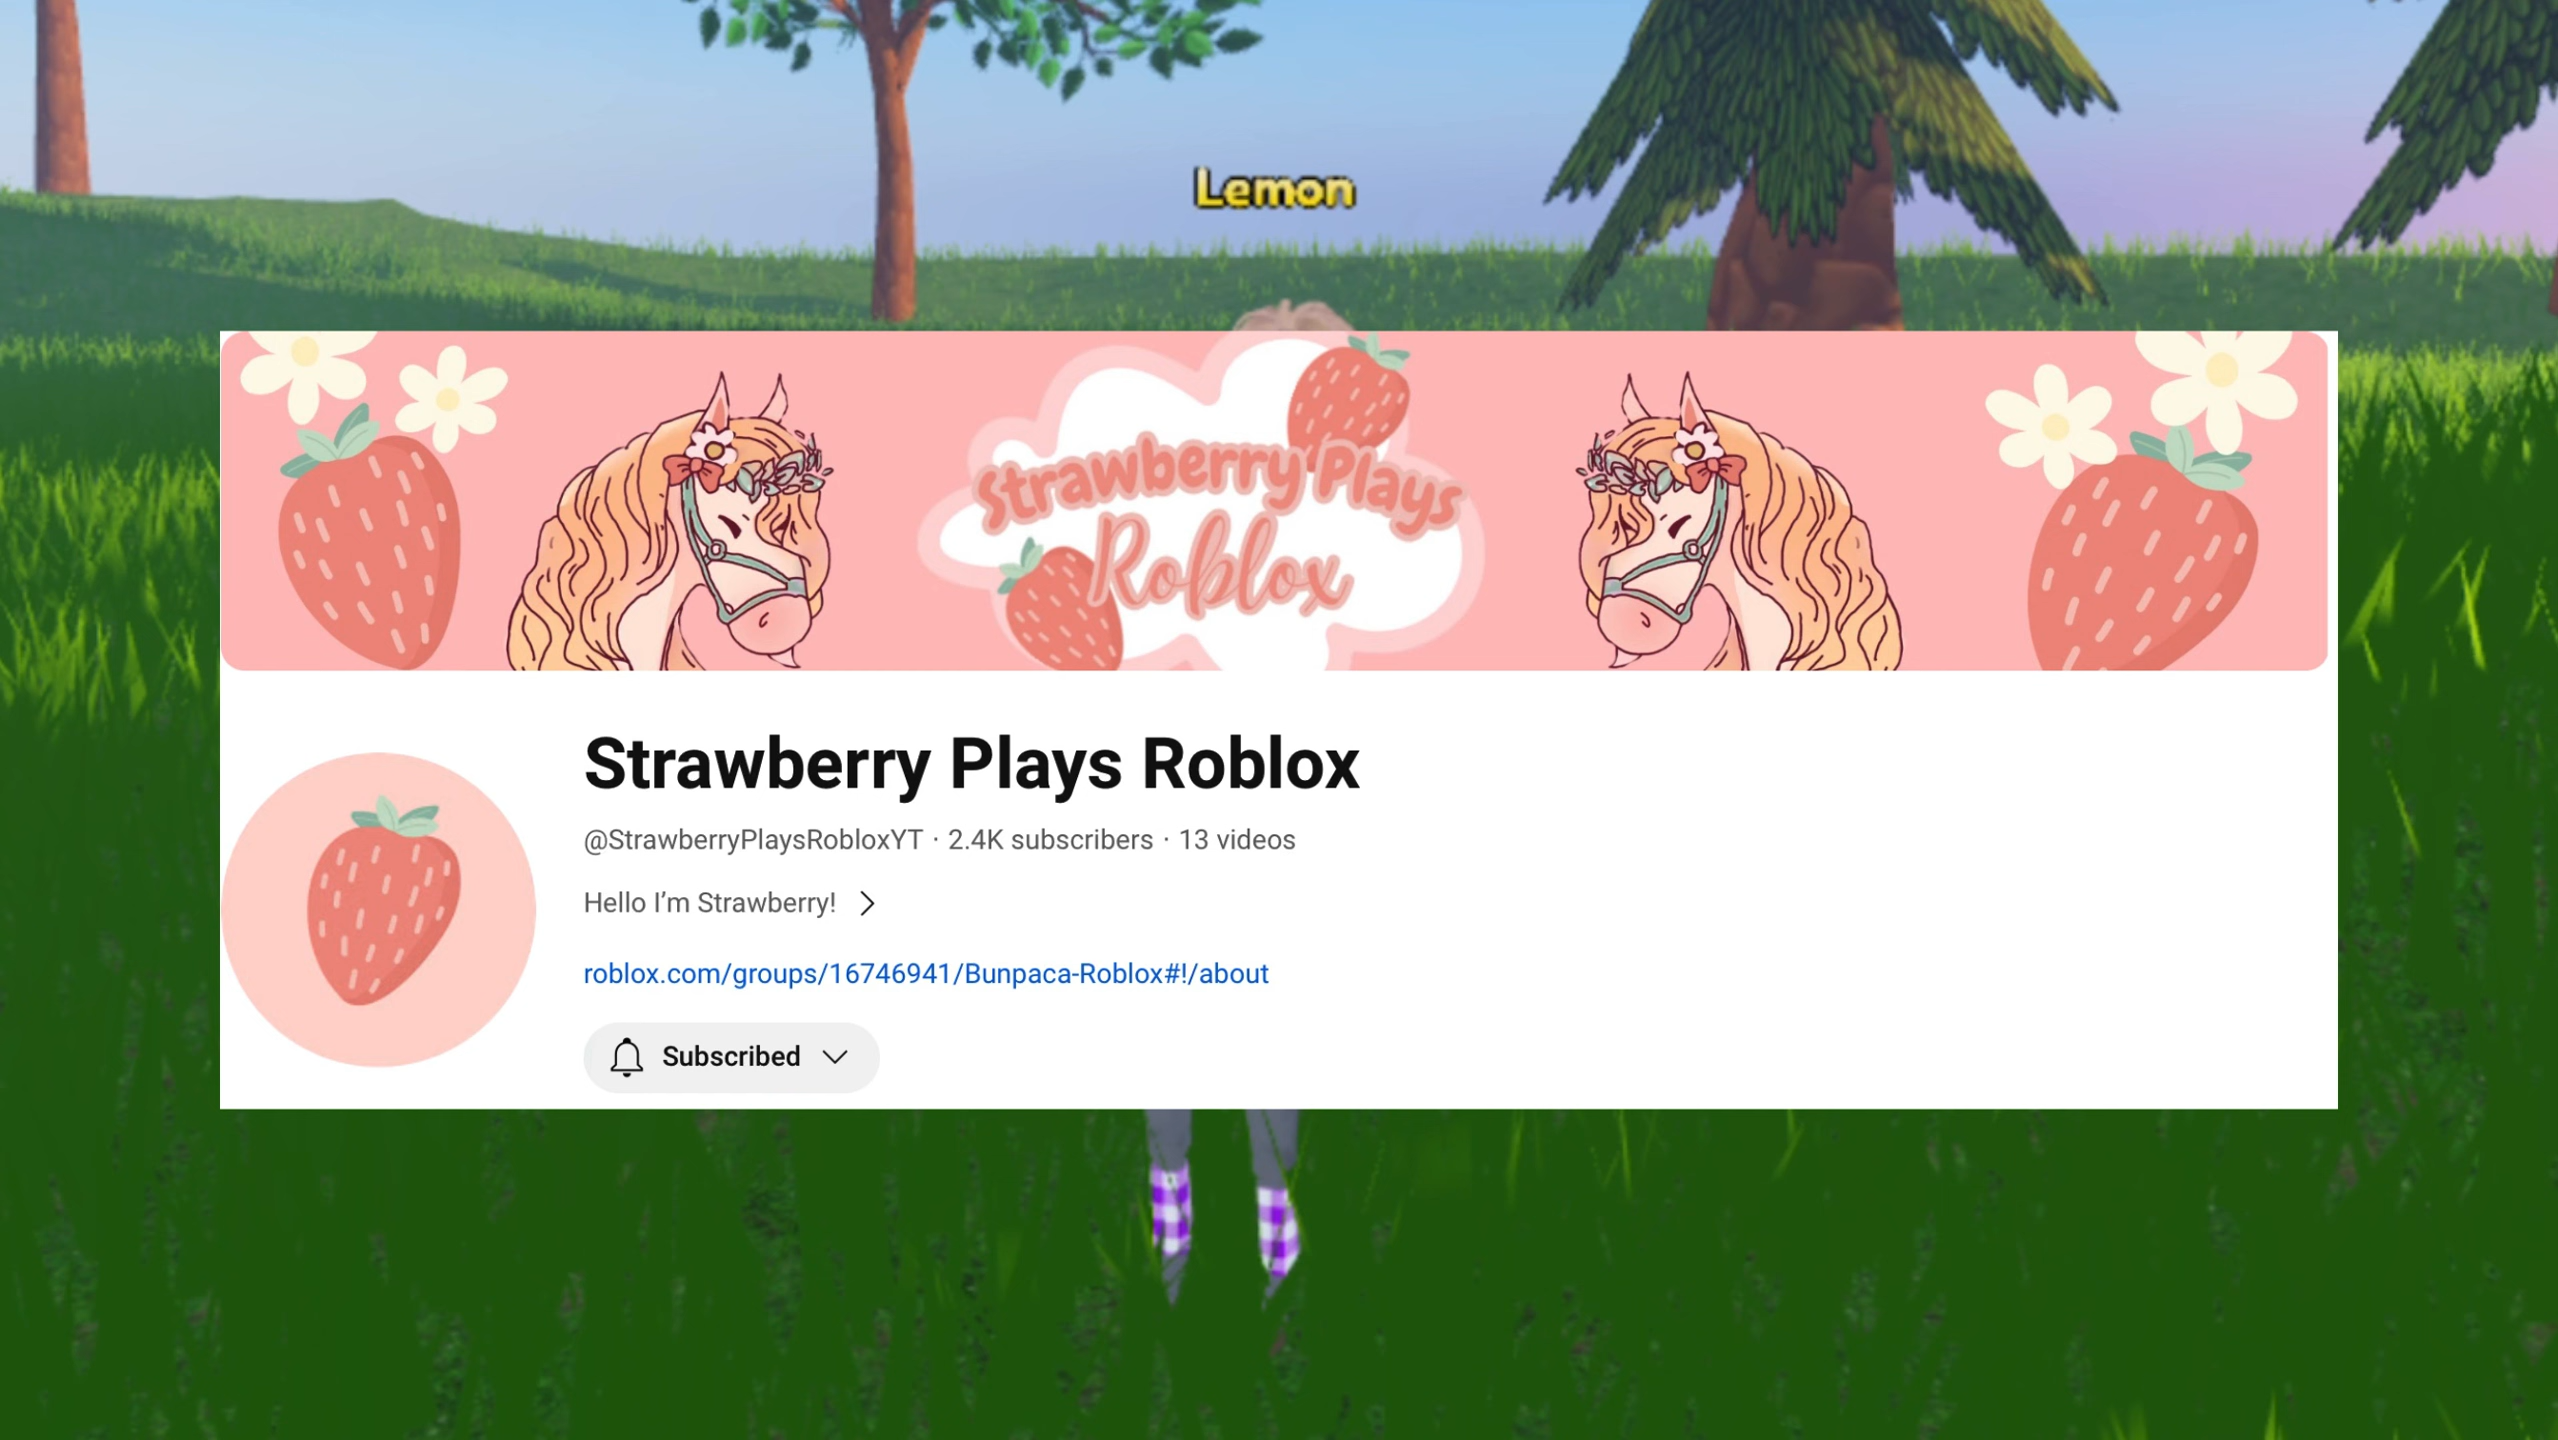 Lemon
Strawberry Plays
Roblox
Strawberry Plays Roblox
@StrawberryPlaysRobloxYT · 2.4K subscribers · 13 videos
Hello I’m Strawberry!
roblox.com/groups/16746941/Bunpaca-Roblox#!/about
Subscribed